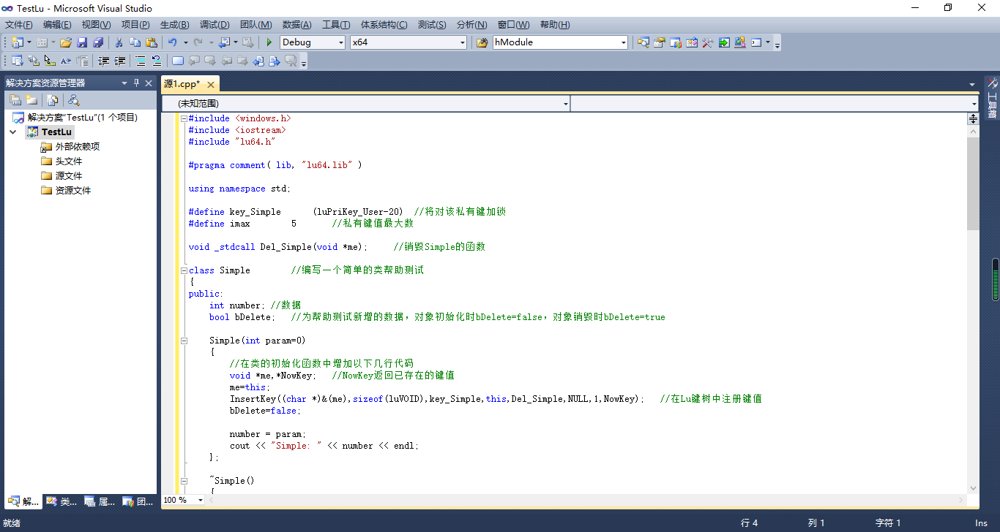 TestLu - Microsoft Visual Studio
文件(F) 编辑(E) 视图(V) 项目(P) 生成(B) 调试(D) 团队(M) 数据(A) 工具(T) 体系结构(C) 测试(S) 分析(N) 窗口(W) 帮助(H)
Debug x64 hModule
解决方案资源管理器
解决方案"TestLu"(1 个项目)
TestLu
外部依赖项
头文件
源文件
资源文件
解... 类... 属... 团...
源1.cpp*
(未知范围)
#include <windows.h>
#include <iostream>
#include "lu64.h"
#pragma comment( lib, "lu64.lib" )
using namespace std;
#define key_Simple (luPriKey_User-20) //将对该私有键加锁
#define imax 5 //私有键值最大数
void _stdcall Del_Simple(void *me); //销毁Simple的函数
class Simple //编写一个简单的类帮助测试
{
public:
int number; //数据
bool bDelete; //为帮助测试新增的数据，对象初始化时bDelete=false，对象销毁时bDelete=true
Simple(int param=0)
{
//在类的初始化函数中增加以下几行代码
void *me,*NowKey; //NowKey返回已存在的键值
me=this;
InsertKey((char *)&(me),sizeof(luVOID),key_Simple,this,Del_Simple,NULL,1,NowKey); //在Lu键树中注册键值
bDelete=false;
number = param;
cout << "Simple: " << number << endl;
};
~Simple()
{
100 %
工具箱
就绪 行 4 列 1 字符 1 Ins